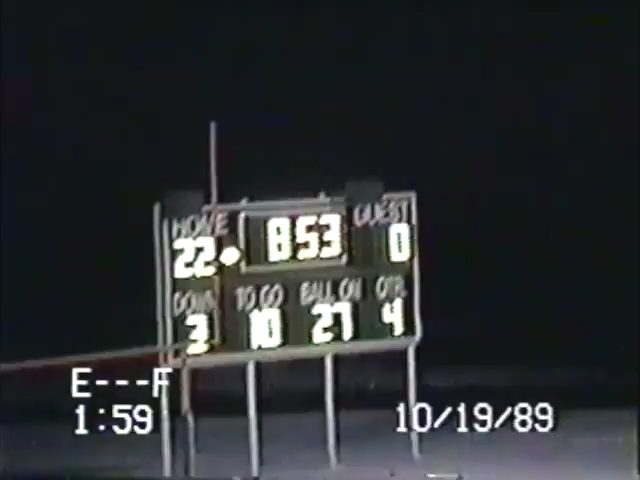 HOME 8 53 GUEST
22 0
DOWN TO GO BALL ON QTR
3 10 27 4
E---F
1:59 10/19/89